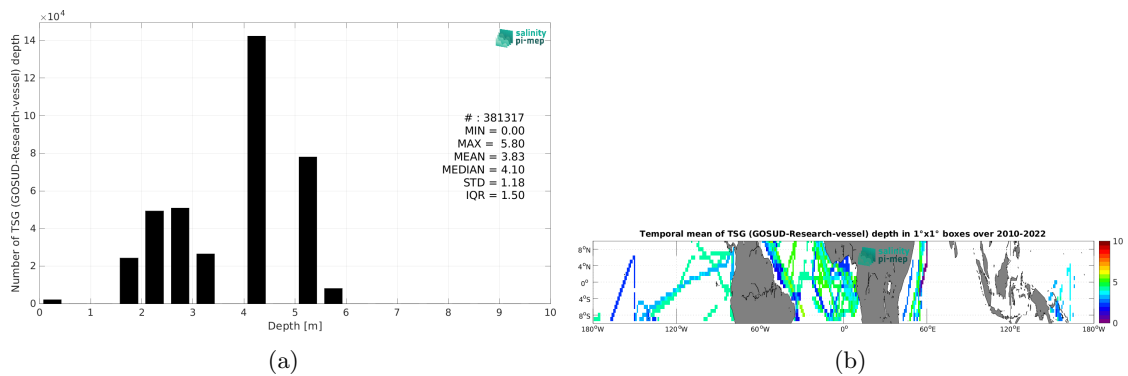 ×10⁴
14
12
10
8
6
4
2
0
Number of TSG (GOSUD-Research-vessel) depth
salinity
pi-mep
# : 381317
MIN = 0.00
MAX = 5.80
MEAN = 3.83
MEDIAN = 4.10
STD = 1.18
IQR = 1.50
0 1 2 3 4 5 6 7 8 9 10
Depth [m]
(a)
Temporal mean of TSG (GOSUD-Research-vessel) depth in 1°x1° boxes over 2010-2022
salinity
pi-mep
8°N
4°N
0°
4°S
8°S
180°W 120°W 60°W 0° 60°E 120°E 180°W
10
5
0
(b)